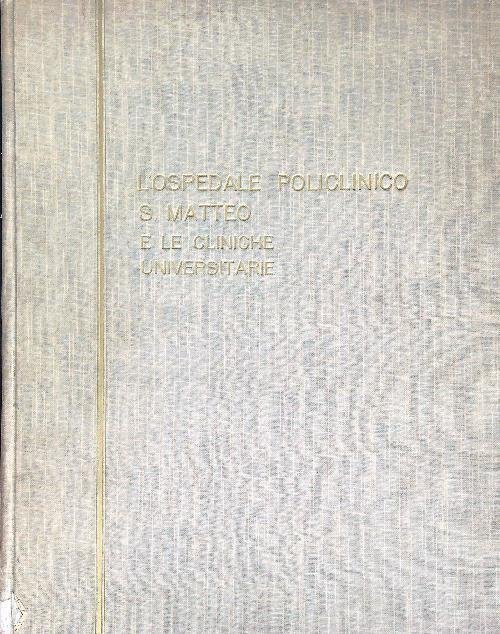 L'OSPEDALE POLICLINICO
S. MATTEO
E LE CLINICHE
UNIVERSITARIE